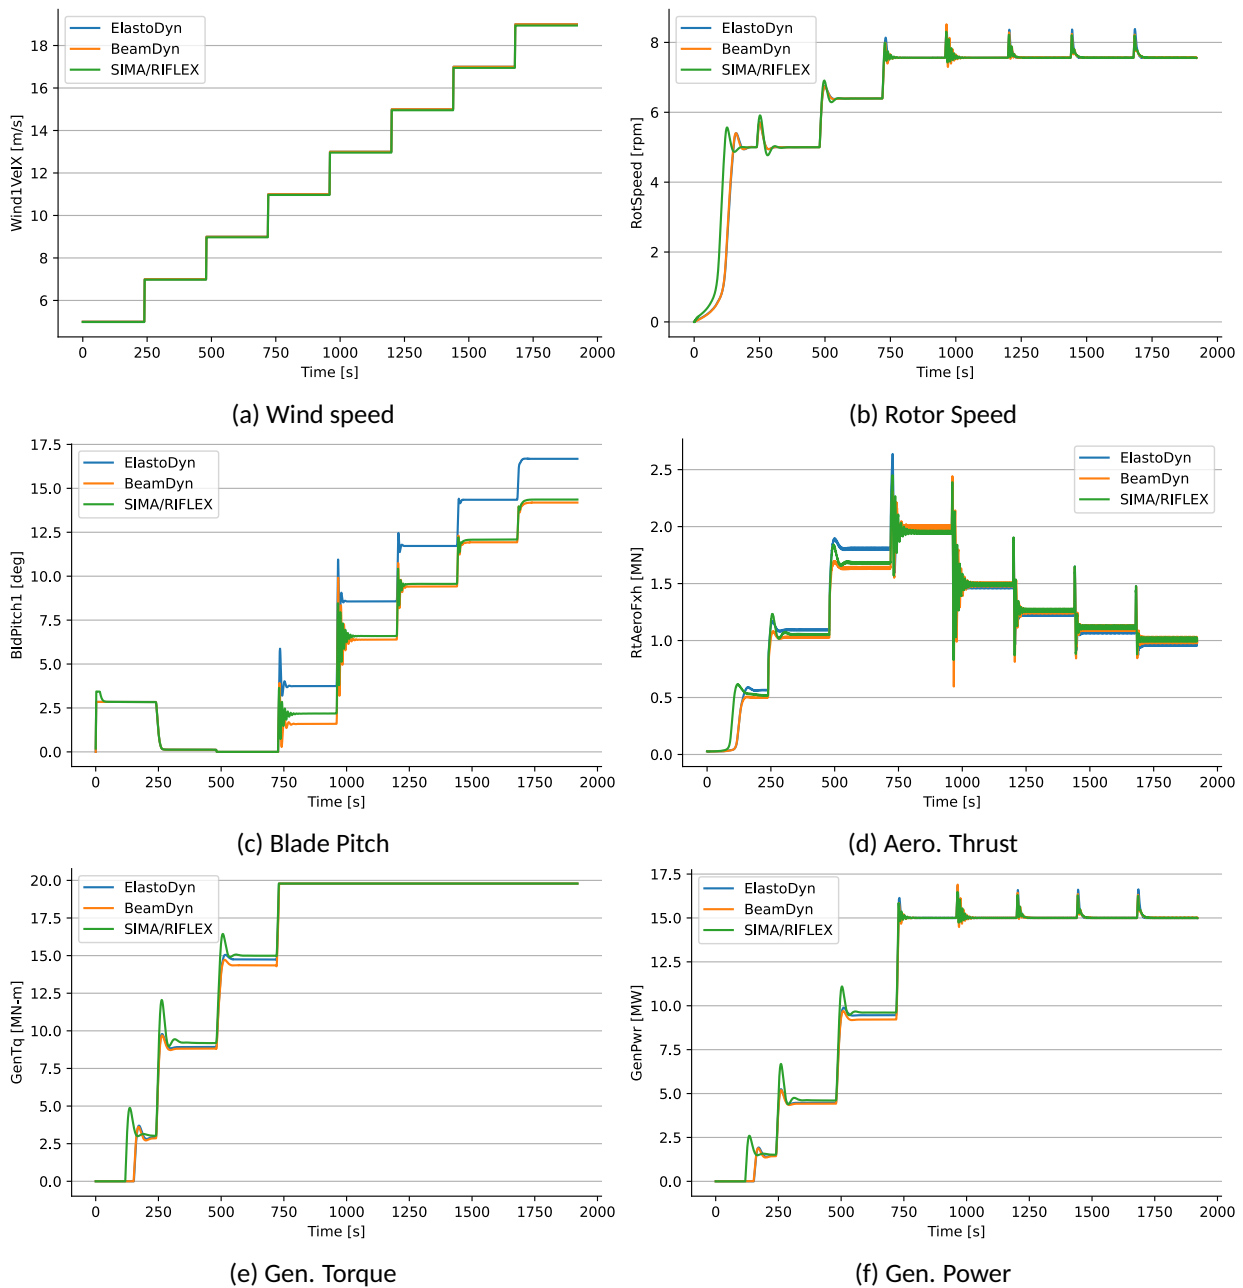 ElastoDyn
BeamDyn
SIMA/RIFLEX
Wind1VelX [m/s]
18
16
14
12
10
8
6
0 250 500 750 1000 1250 1500 1750 2000
Time [s]
(a) Wind speed
ElastoDyn
BeamDyn
SIMA/RIFLEX
RotSpeed [rpm]
8
6
4
2
0
0 250 500 750 1000 1250 1500 1750 2000
Time [s]
(b) Rotor Speed
ElastoDyn
BeamDyn
SIMA/RIFLEX
BldPitch1 [deg]
17.5
15.0
12.5
10.0
7.5
5.0
2.5
0.0
0 250 500 750 1000 1250 1500 1750 2000
Time [s]
(c) Blade Pitch
ElastoDyn
BeamDyn
SIMA/RIFLEX
RtAeroFxh [MN]
2.5
2.0
1.5
1.0
0.5
0.0
0 250 500 750 1000 1250 1500 1750 2000
Time [s]
(d) Aero. Thrust
ElastoDyn
BeamDyn
SIMA/RIFLEX
GenTq [MN-m]
20.0
17.5
15.0
12.5
10.0
7.5
5.0
2.5
0.0
0 250 500 750 1000 1250 1500 1750 2000
Time [s]
(e) Gen. Torque
ElastoDyn
BeamDyn
SIMA/RIFLEX
GenPwr [MW]
17.5
15.0
12.5
10.0
7.5
5.0
2.5
0.0
0 250 500 750 1000 1250 1500 1750 2000
Time [s]
(f) Gen. Power